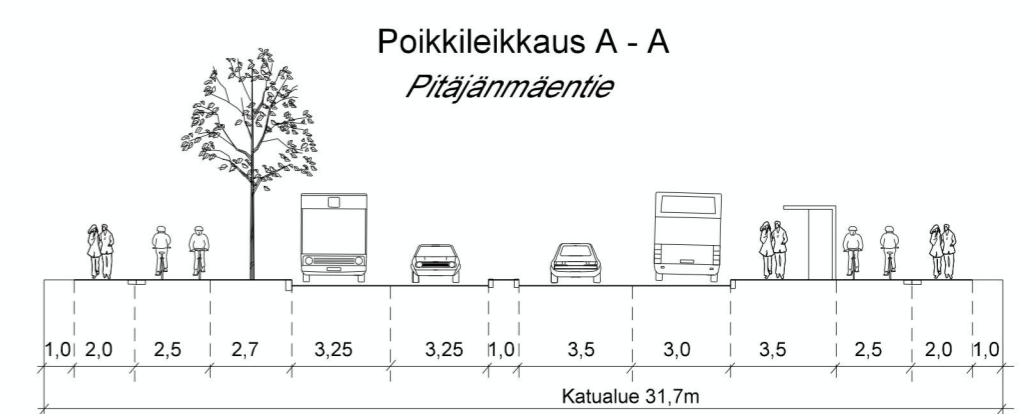 Poikkileikkaus A - A
Pitäjänmäentie
1,0 2,0 2,5 2,7 3,25 3,25 1,0 3,5 3,0 3,5 2,5 2,0 1,0
Katualue 31,7m